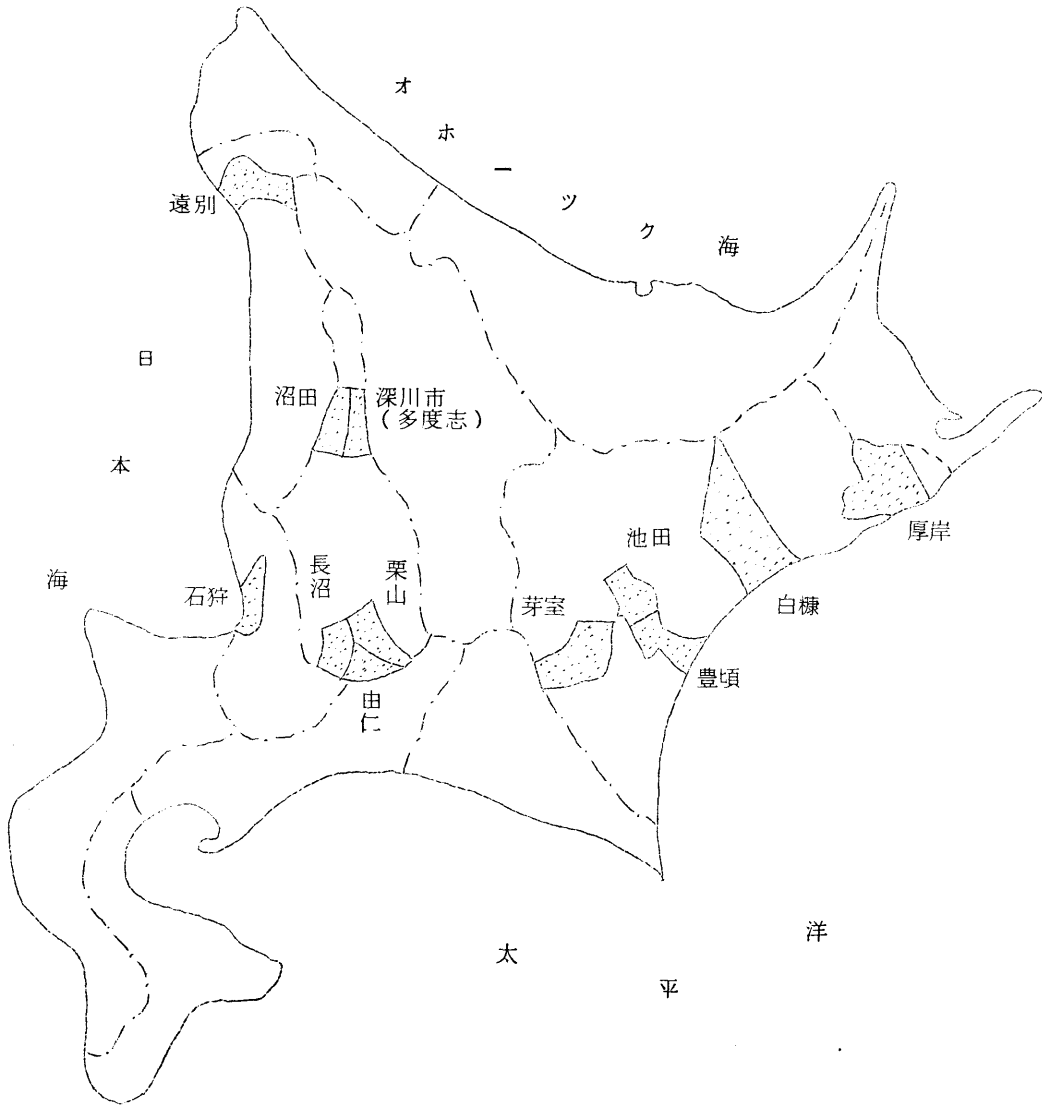 オホーツク海
日本海
太平洋
遠別
沼田
深川市
（多度志）
石狩
長沼
栗山
由仁
芽室
池田
豊頃
白糠
厚岸